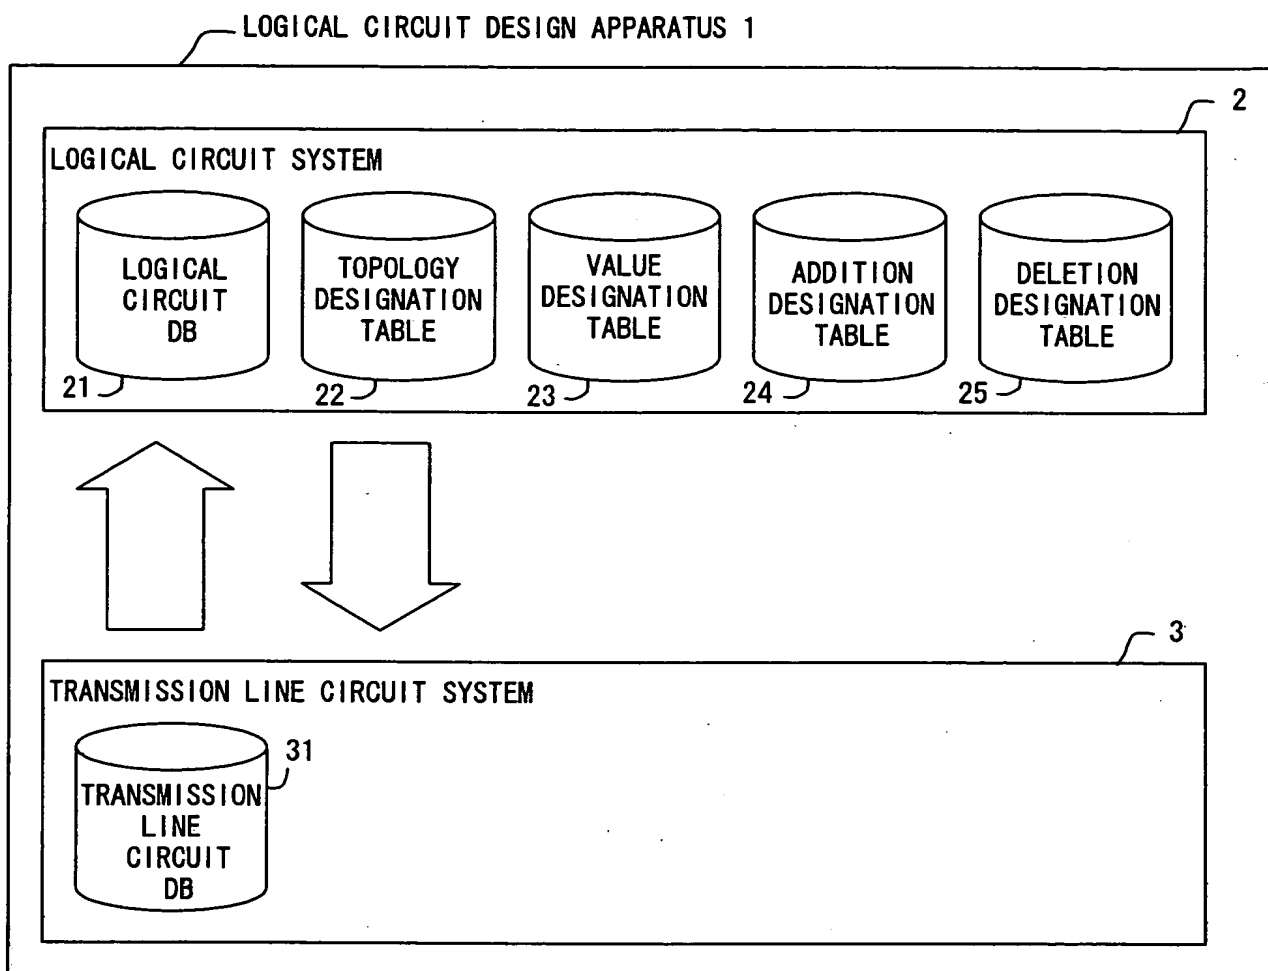 LOGICAL CIRCUIT DESIGN APPARATUS 1
2
LOGICAL CIRCUIT SYSTEM
LOGICAL
CIRCUIT
DB
21
TOPOLOGY
DESIGNATION
TABLE
22
VALUE
DESIGNATION
TABLE
23
ADDITION
DESIGNATION
TABLE
24
DELETION
DESIGNATION
TABLE
25
3
TRANSMISSION LINE CIRCUIT SYSTEM
31
TRANSMISSION
LINE
CIRCUIT
DB